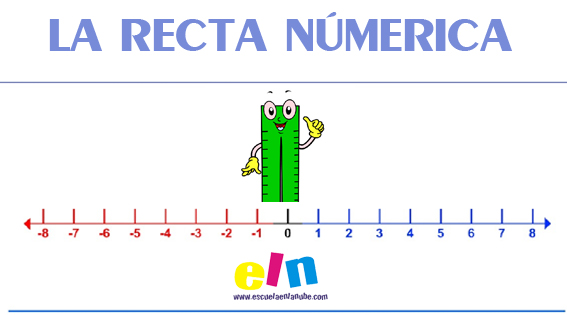 LA RECTA NÚMERICA
-8 -7 -6 -5 -4 -3 -2 -1 0 1 2 3 4 5 6 7 8
eln
www.escuelaenlanube.com